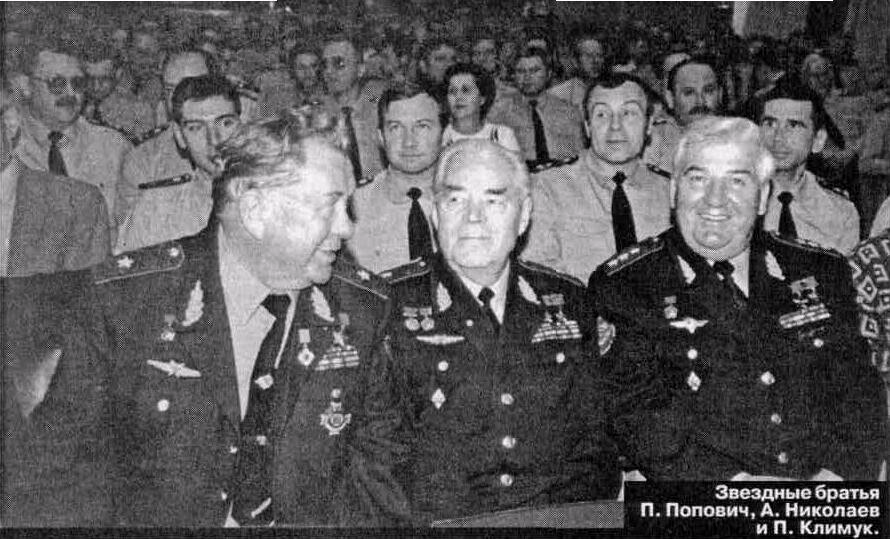 Звездные братья
П. Попович, А. Николаев
и П. Климук.